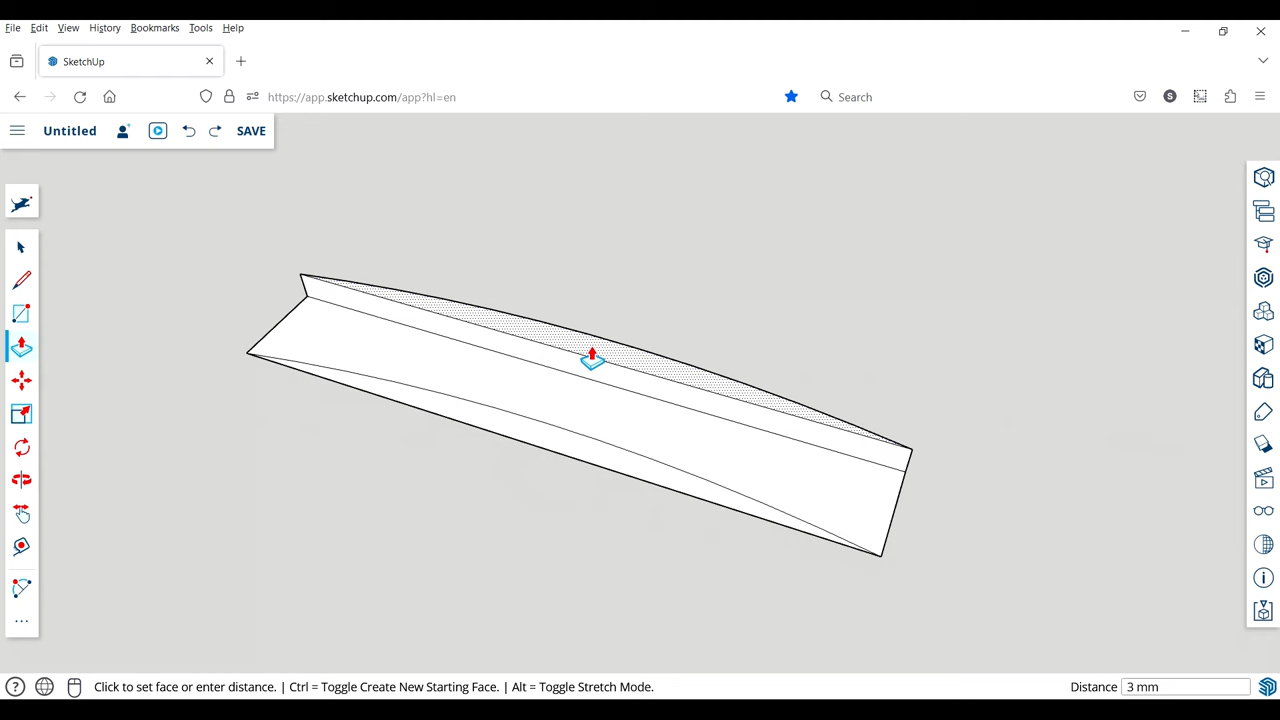 File Edit View History Bookmarks Tools Help
SketchUp
https://app.sketchup.com/app?hl=en
Search
S
Untitled
SAVE
Click to set face or enter distance. | Ctrl = Toggle Create New Starting Face. | Alt = Toggle Stretch Mode.
Distance 3 mm